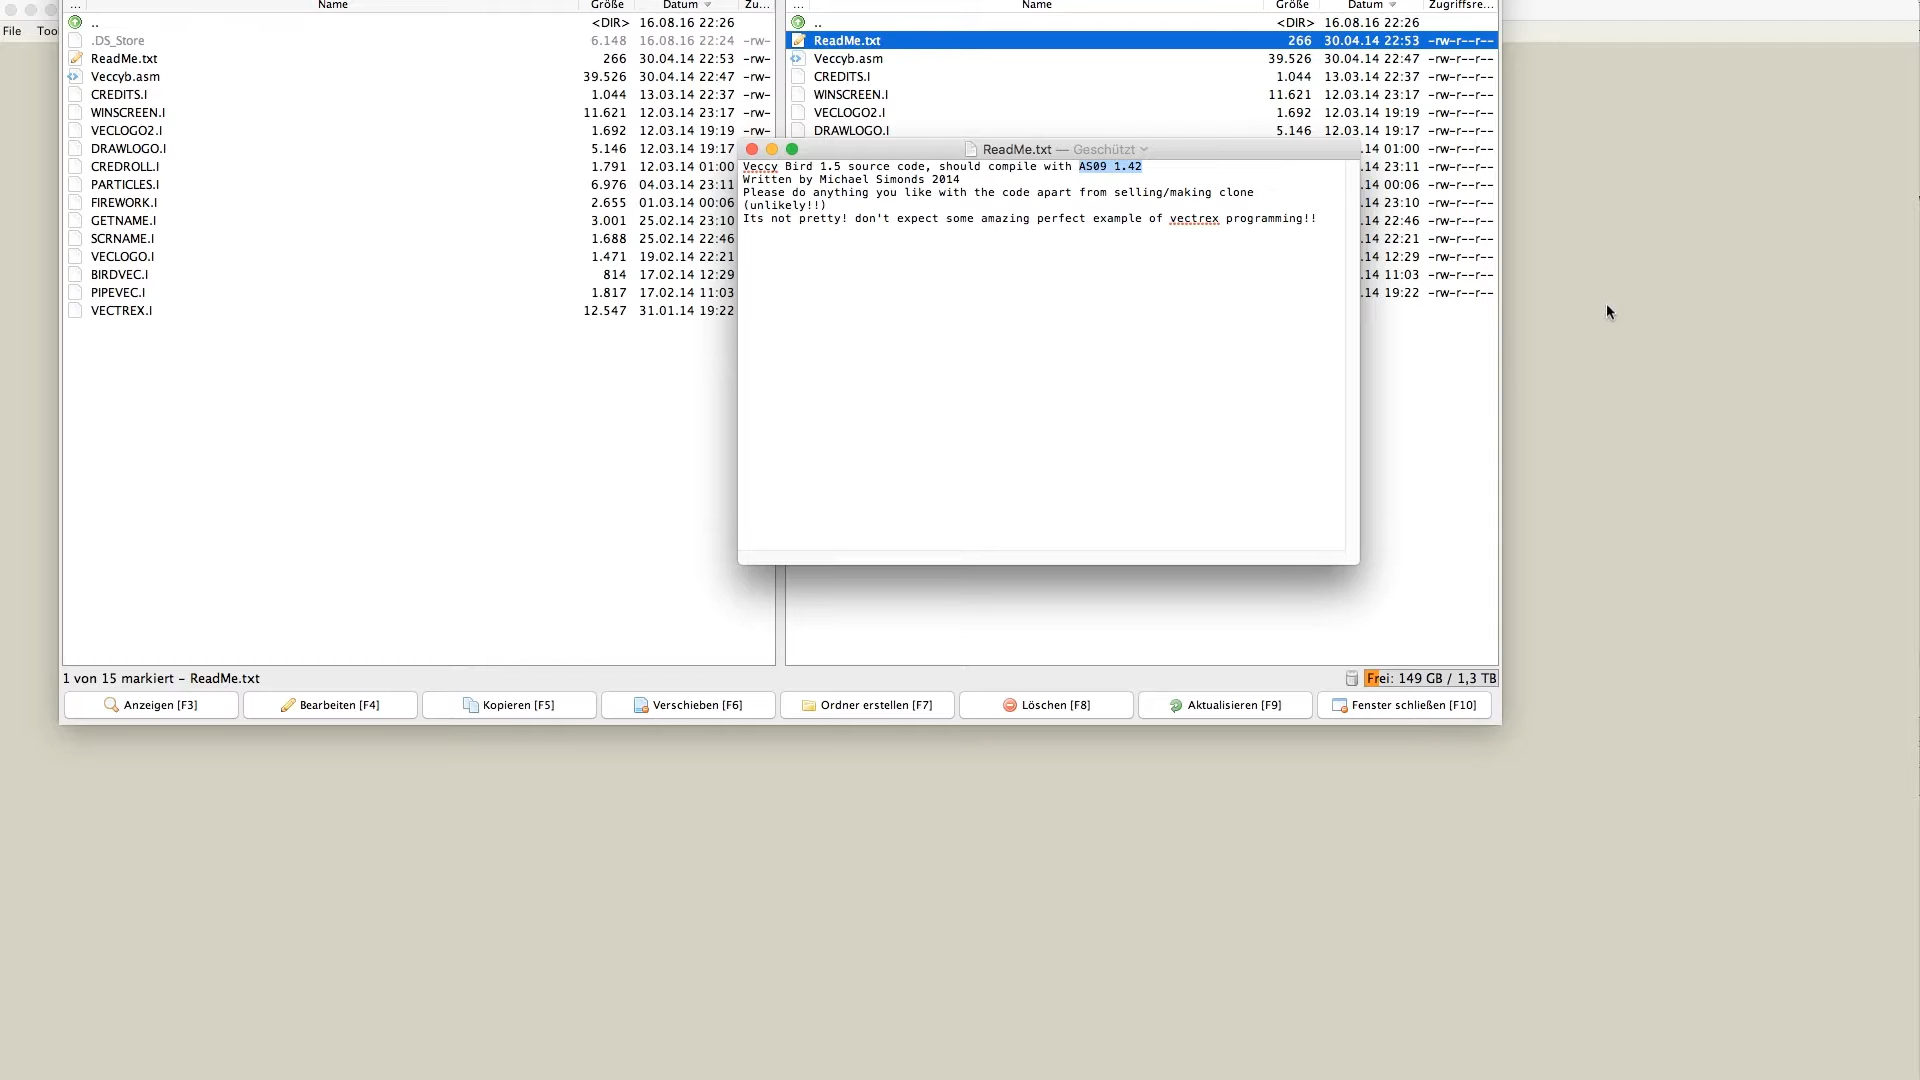 File Too
... Name Größe Datum Zu...
.. <DIR> 16.08.16 22:26
.DS_Store 6.148 16.08.16 22:24 -rw-
ReadMe.txt 266 30.04.14 22:53 -rw-
Veccyb.asm 39.526 30.04.14 22:47 -rw-
CREDITS.I 1.044 13.03.14 22:37 -rw-
WINSCREEN.I 11.621 12.03.14 23:17 -rw-
VECLOGO2.I 1.692 12.03.14 19:19 -rw-
DRAWLOGO.I 5.146 12.03.14 19:17
CREDROLL.I 1.791 12.03.14 01:00
PARTICLES.I 6.976 04.03.14 23:11
FIREWORK.I 2.655 01.03.14 00:06
GETNAME.I 3.001 25.02.14 23:10
SCRNAME.I 1.688 25.02.14 22:46
VECLOGO.I 1.471 19.02.14 22:21
BIRDVEC.I 814 17.02.14 12:29
PIPEVEC.I 1.817 17.02.14 11:03
VECTREX.I 12.547 31.01.14 19:22
... Name Größe Datum Zugriffsre...
.. <DIR> 16.08.16 22:26
ReadMe.txt 266 30.04.14 22:53 -rw-r--r--
Veccyb.asm 39.526 30.04.14 22:47 -rw-r--r--
CREDITS.I 1.044 13.03.14 22:37 -rw-r--r--
WINSCREEN.I 11.621 12.03.14 23:17 -rw-r--r--
VECLOGO2.I 1.692 12.03.14 19:19 -rw-r--r--
DRAWLOGO.I 5.146 12.03.14 19:17 -rw-r--r--
.14 01:00 -rw-r--r--
.14 23:11 -rw-r--r--
.14 00:06 -rw-r--r--
.14 23:10 -rw-r--r--
.14 22:46 -rw-r--r--
.14 22:21 -rw-r--r--
.14 12:29 -rw-r--r--
.14 11:03 -rw-r--r--
.14 19:22 -rw-r--r--
ReadMe.txt — Geschützt
Veccy Bird 1.5 source code, should compile with AS09 1.42
Written by Michael Simonds 2014
Please do anything you like with the code apart from selling/making clone
(unlikely!!)
Its not pretty! don't expect some amazing perfect example of vectrex programming!!
1 von 15 markiert – ReadMe.txt
Frei: 149 GB / 1,3 TB
Anzeigen [F3] Bearbeiten [F4] Kopieren [F5] Verschieben [F6] Ordner erstellen [F7] Löschen [F8] Aktualisieren [F9] Fenster schließen [F10]